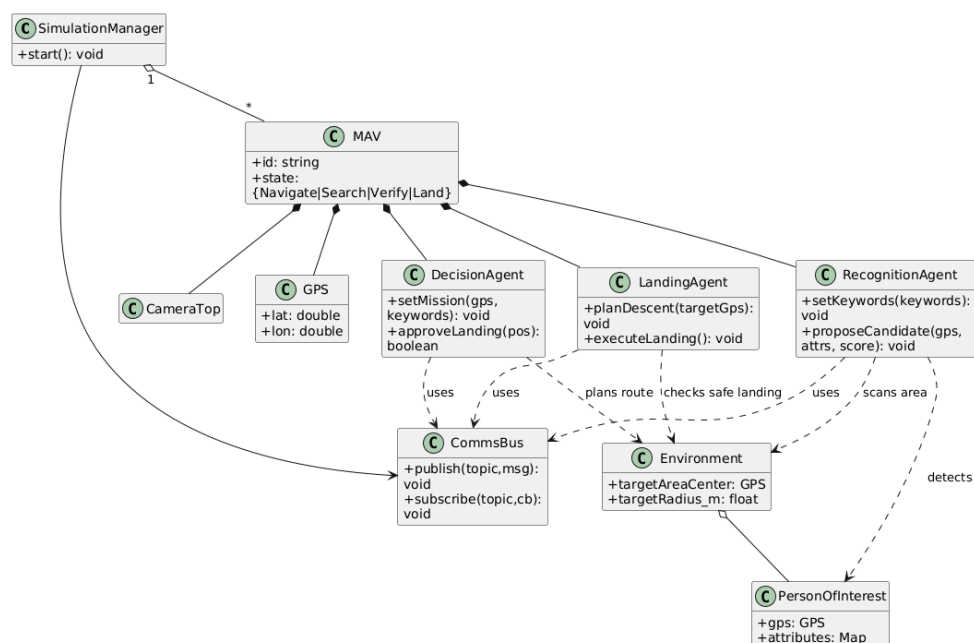 C SimulationManager
+start(): void
1
*
C MAV
+id: string
+state:
{Navigate|Search|Verify|Land}
C CameraTop
C GPS
+lat: double
+lon: double
C DecisionAgent
+setMission(gps,
keywords): void
+approveLanding(pos):
boolean
C LandingAgent
+planDescent(targetGps):
void
+executeLanding(): void
C RecognitionAgent
+setKeywords(keywords):
void
+proposeCandidate(gps,
attrs, score): void
uses
uses
plans route
checks safe landing
uses
scans area
detects
C CommsBus
+publish(topic,msg):
void
+subscribe(topic,cb):
void
C Environment
+targetAreaCenter: GPS
+targetRadius_m: float
C PersonOfInterest
+gps: GPS
+attributes: Map